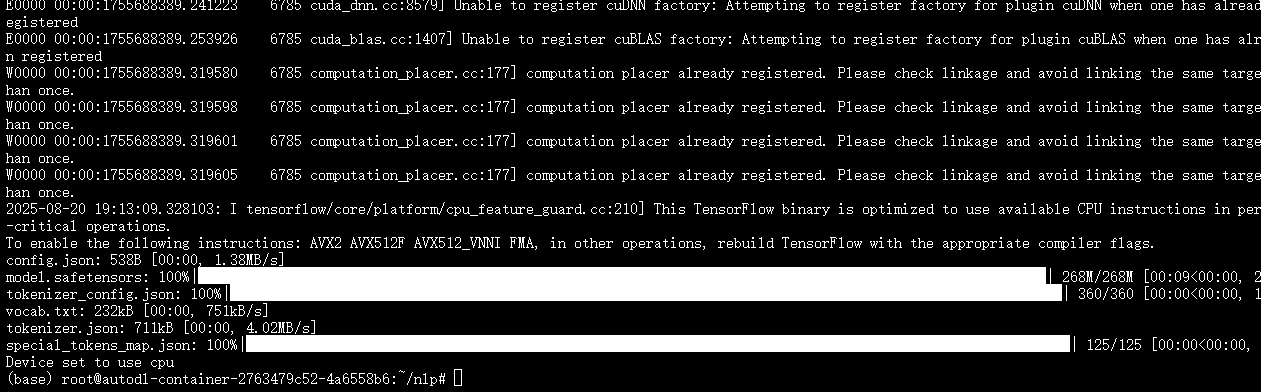 E0000 00:00:1755688389.241223    6785 cuda_dnn.cc:8579] Unable to register cuDNN factory: Attempting to register factory for plugin cuDNN when one has alread
egistered
E0000 00:00:1755688389.253926    6785 cuda_blas.cc:1407] Unable to register cuBLAS factory: Attempting to register factory for plugin cuBLAS when one has alr
n registered
W0000 00:00:1755688389.319580    6785 computation_placer.cc:177] computation placer already registered. Please check linkage and avoid linking the same targe
han once.
W0000 00:00:1755688389.319598    6785 computation_placer.cc:177] computation placer already registered. Please check linkage and avoid linking the same targe
han once.
W0000 00:00:1755688389.319601    6785 computation_placer.cc:177] computation placer already registered. Please check linkage and avoid linking the same targe
han once.
W0000 00:00:1755688389.319605    6785 computation_placer.cc:177] computation placer already registered. Please check linkage and avoid linking the same targe
han once.
2025-08-20 19:13:09.328103: I tensorflow/core/platform/cpu_feature_guard.cc:210] This TensorFlow binary is optimized to use available CPU instructions in per
-critical operations.
To enable the following instructions: AVX2 AVX512F AVX512_VNNI FMA, in other operations, rebuild TensorFlow with the appropriate compiler flags.
config.json: 538B [00:00, 1.38MB/s]
model.safetensors: 100%| | 268M/268M [00:09<00:00, 2
tokenizer_config.json: 100%| | 360/360 [00:00<00:00, 1
vocab.txt: 232kB [00:00, 751kB/s]
tokenizer.json: 711kB [00:00, 4.02MB/s]
special_tokens_map.json: 100%| | 125/125 [00:00<00:00,
Device set to use cpu
(base) root@autodl-container-2763479c52-4a6558b6:~/nlp#